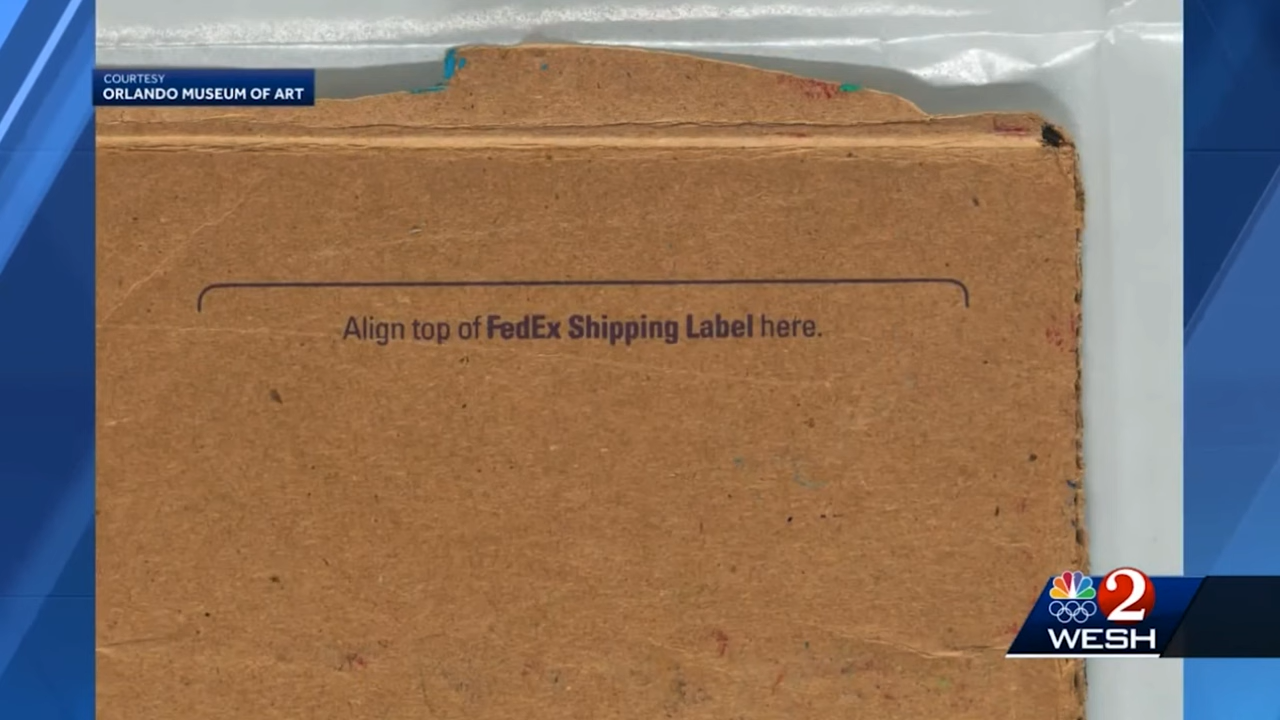 COURTESY
ORLANDO MUSEUM OF ART
Align top of FedEx Shipping Label here.
2
WESH